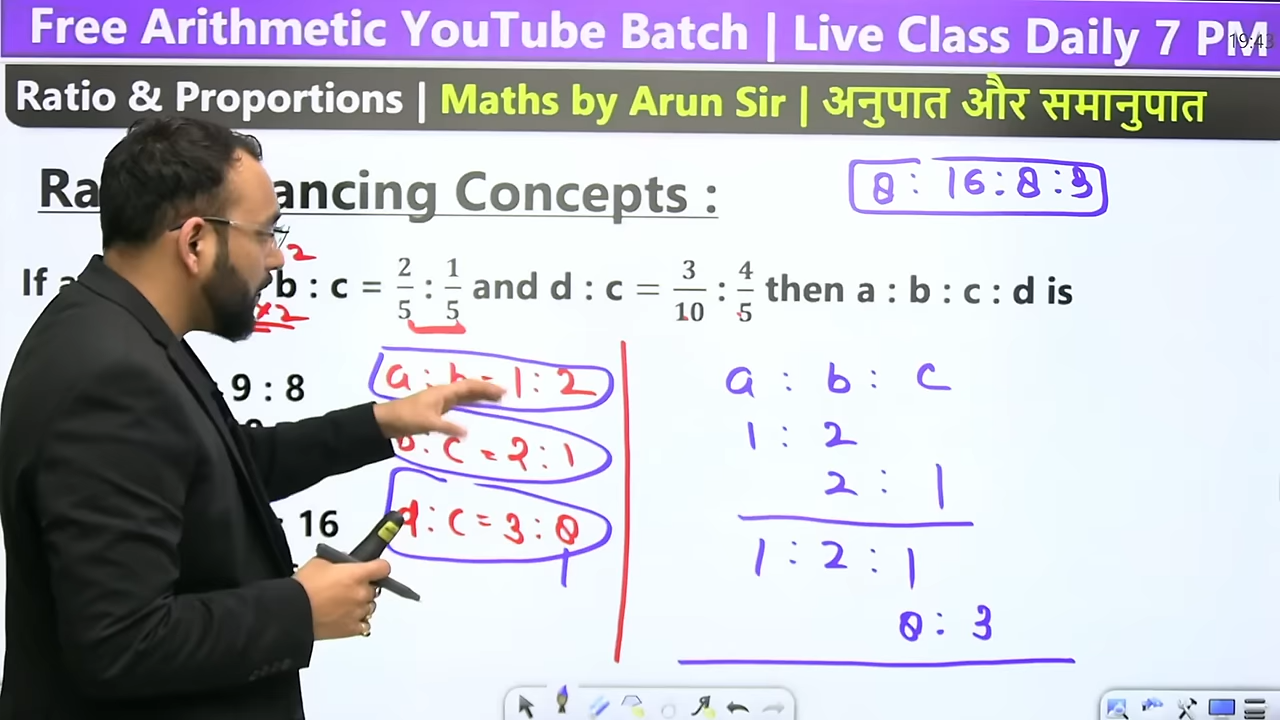 Free Arithmetic YouTube Batch | Live Class Daily 7 PM
19:43
Ratio & Proportions | Maths by Arun Sir | अनुपात और समानुपात
Ra ancing Concepts :
8 : 16 : 8 : 3
2
If a b : c = 2/5 : 1/5 and d : c = 3/10 : 4/5 then a : b : c : d is
×2
: 9 : 8
a : b = 1 : 2
b : c = 2 : 1
: 16
d : c = 3 : 8
1
a : b : c
1 : 2
2 : 1
1 : 2 : 1
8 : 3